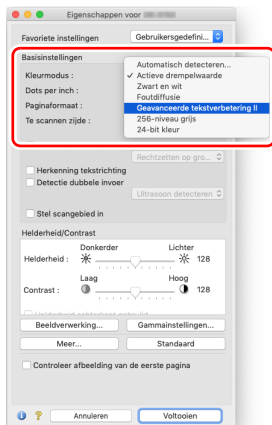 Eigenschappen voor
Favoriete instellingen
Gebruikersgedefini...
Basisinstellingen
Kleurmodus :
Dots per inch :
Paginaformaat :
Te scannen zijde :
Automatisch detecteren...
✓ Actieve drempelwaarde
Zwart en wit
Foutdiffusie
Geavanceerde tekstverbetering II
256-niveau grijs
24-bit kleur
Rechtzetten op gro...
Herkenning tekstrichting
Detectie dubbele invoer
Ultrasoon detecteren
Stel scangebied in
Helderheid/Contrast
Donkerder Lichter
Helderheid : 128
Laag Hoog
Contrast : 128
Beeldverwerking... Gammainstellingen...
Meer... Standaard
Controleer afbeelding van de eerste pagina
? Annuleren Voltooien